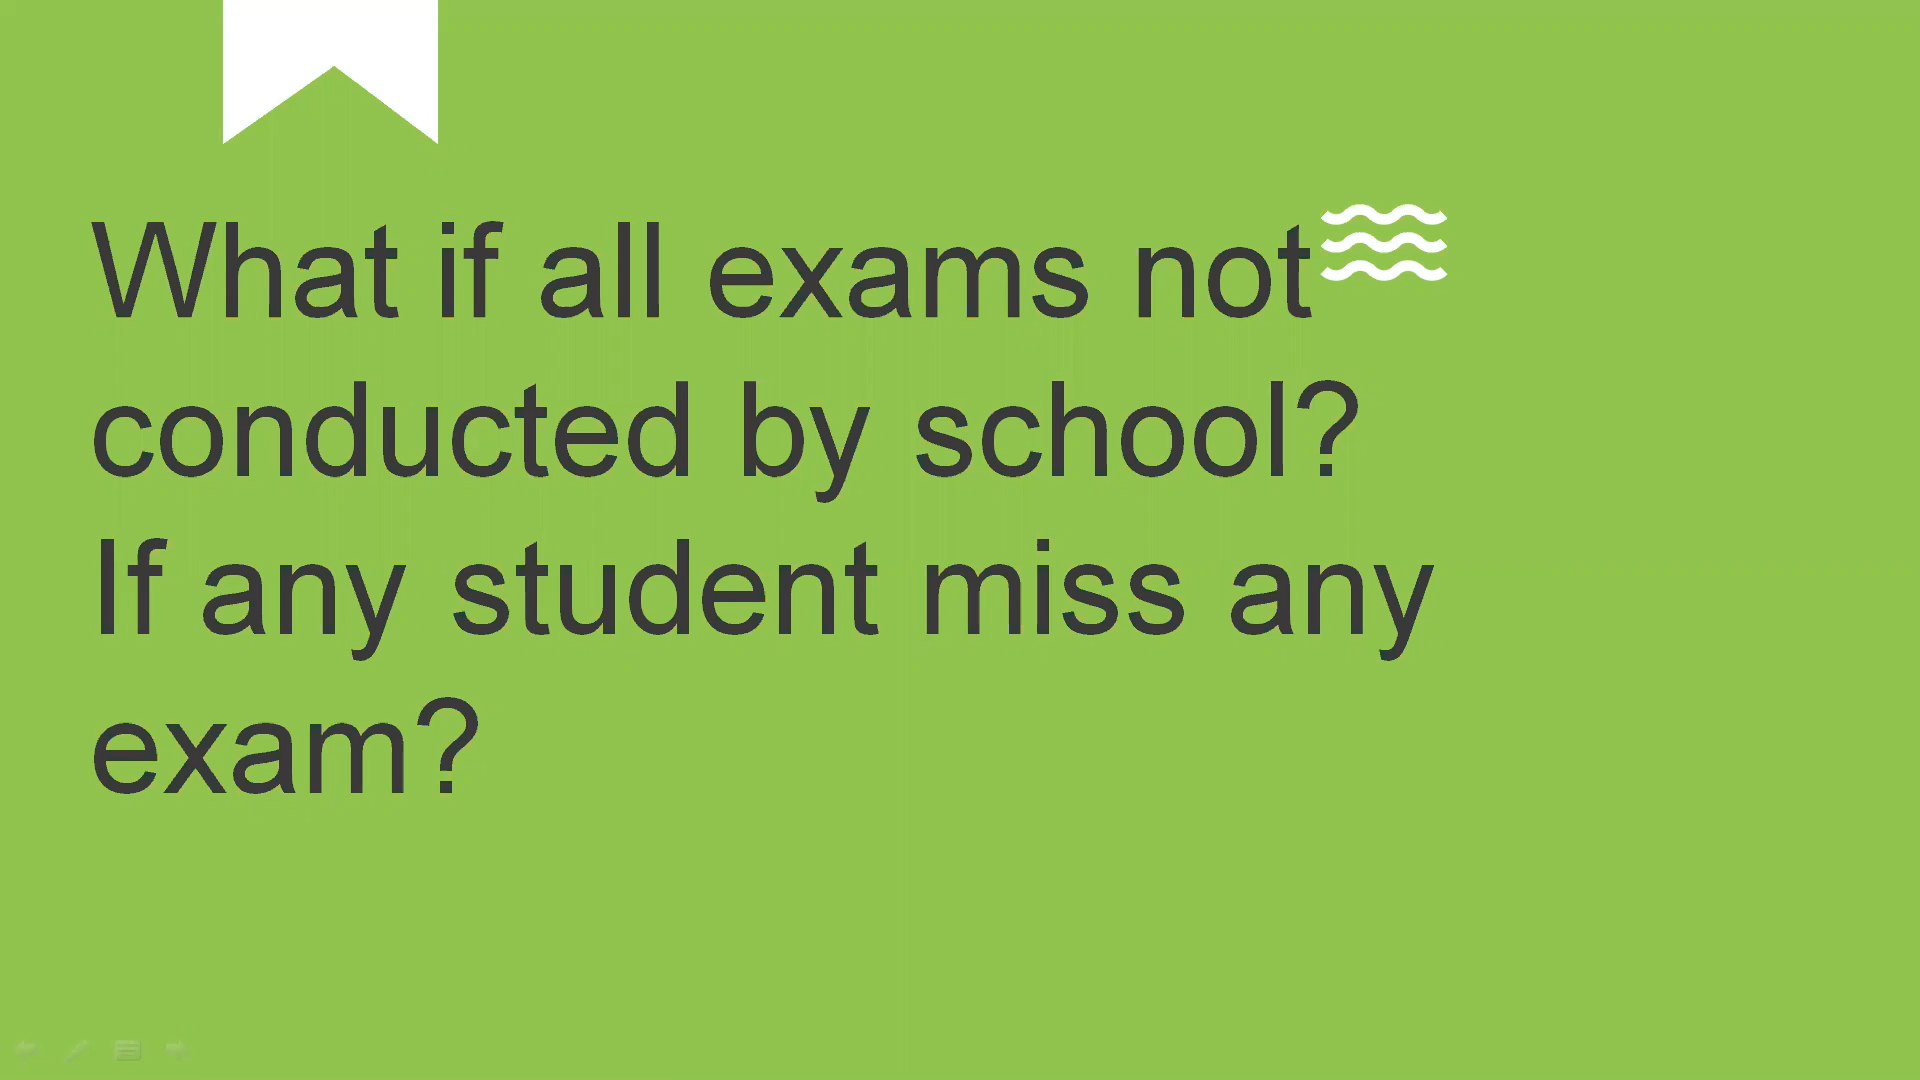 What if all exams not
conducted by school?
If any student miss any
exam?